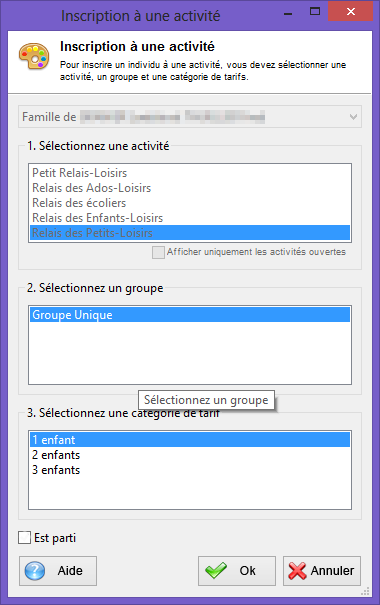 Inscription à une activité
Inscription à une activité
Pour inscrire un individu à une activité, vous devez sélectionner une
activité, un groupe et une catégorie de tarifs.
Famille de
1. Sélectionnez une activité
Petit Relais-Loisirs
Relais des Ados-Loisirs
Relais des écoliers
Relais des Enfants-Loisirs
Relais des Petits-Loisirs
Afficher uniquement les activités ouvertes
2. Sélectionnez un groupe
Groupe Unique
Sélectionnez un groupe
3. Sélectionnez une catégorie de tarif
1 enfant
2 enfants
3 enfants
Est parti
Aide
Ok
Annuler